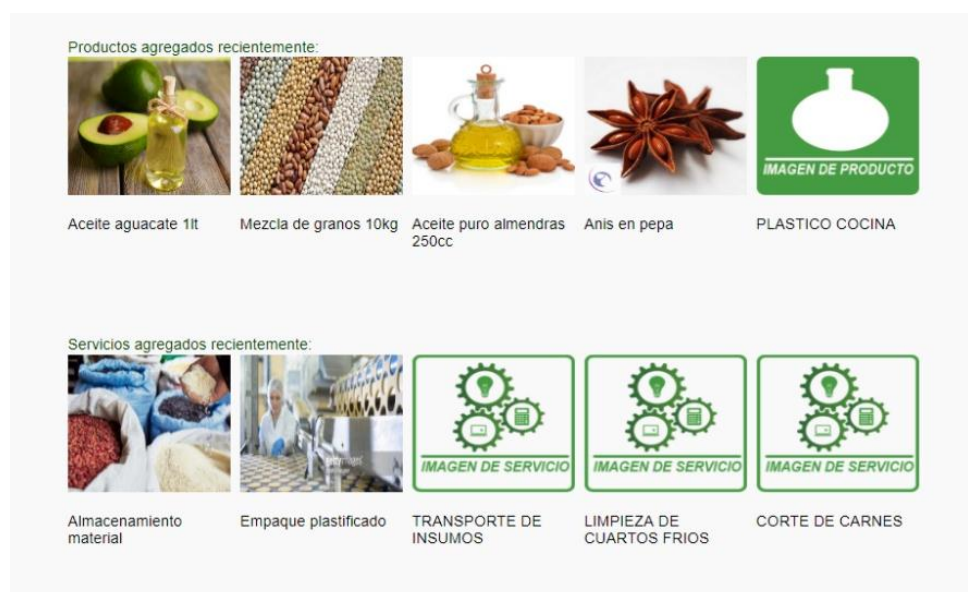 Productos agregados recientemente:
IMAGEN DE PRODUCTO
Aceite aguacate 1lt
Mezcla de granos 10kg
Aceite puro almendras
250cc
Anis en pepa
PLASTICO COCINA
Servicios agregados recientemente:
IMAGEN DE SERVICIO
IMAGEN DE SERVICIO
IMAGEN DE SERVICIO
Almacenamiento
material
Empaque plastificado
TRANSPORTE DE
INSUMOS
LIMPIEZA DE
CUARTOS FRIOS
CORTE DE CARNES